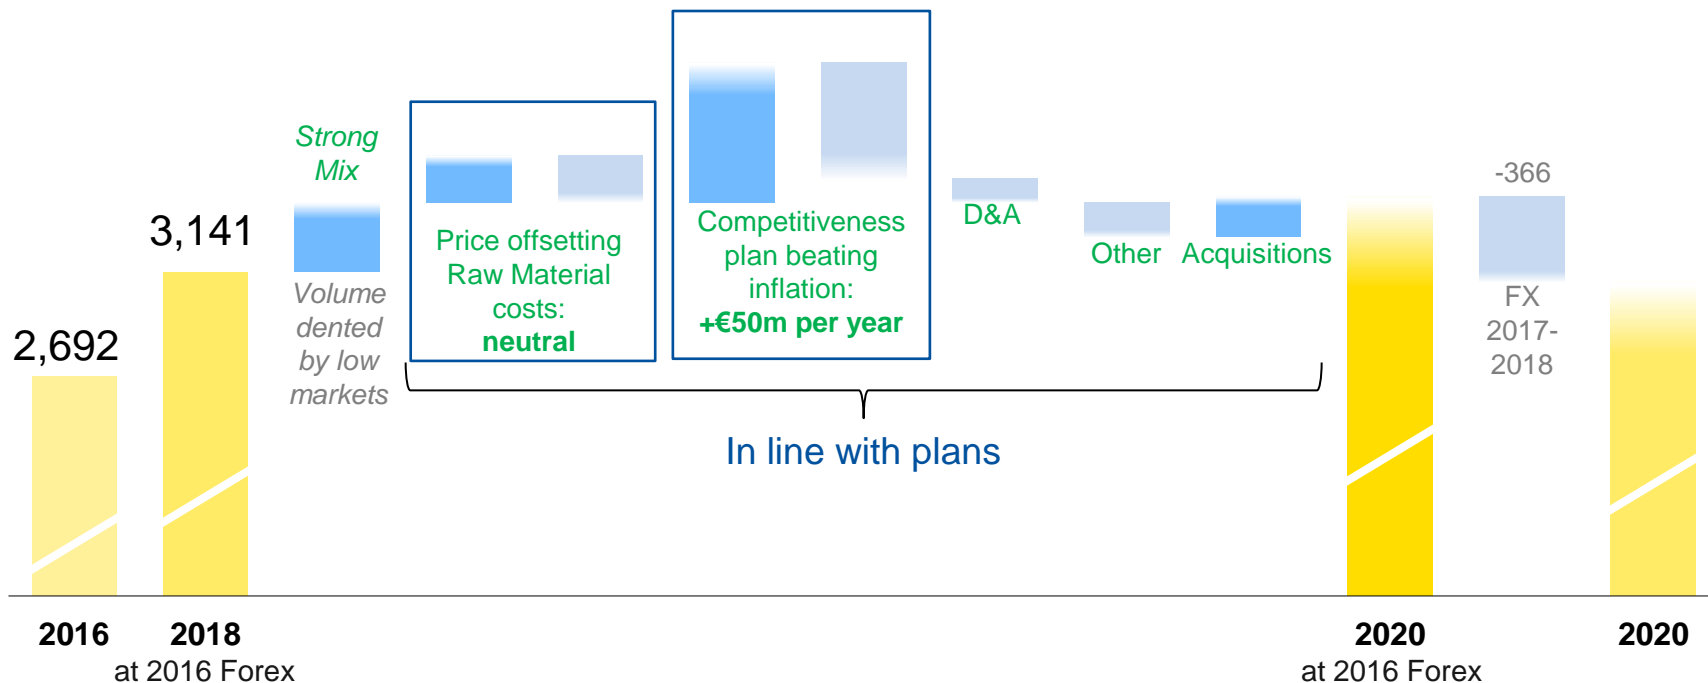 2,692
3,141
Strong
Mix
Volume
dented
by low
markets
Price offsetting
Raw Material
costs:
neutral
Competitiveness
plan beating
inflation:
+€50m per year
D&A
Other
Acquisitions
In line with plans
-366
FX
2017-
2018
2016
2018
at 2016 Forex
2020
at 2016 Forex
2020